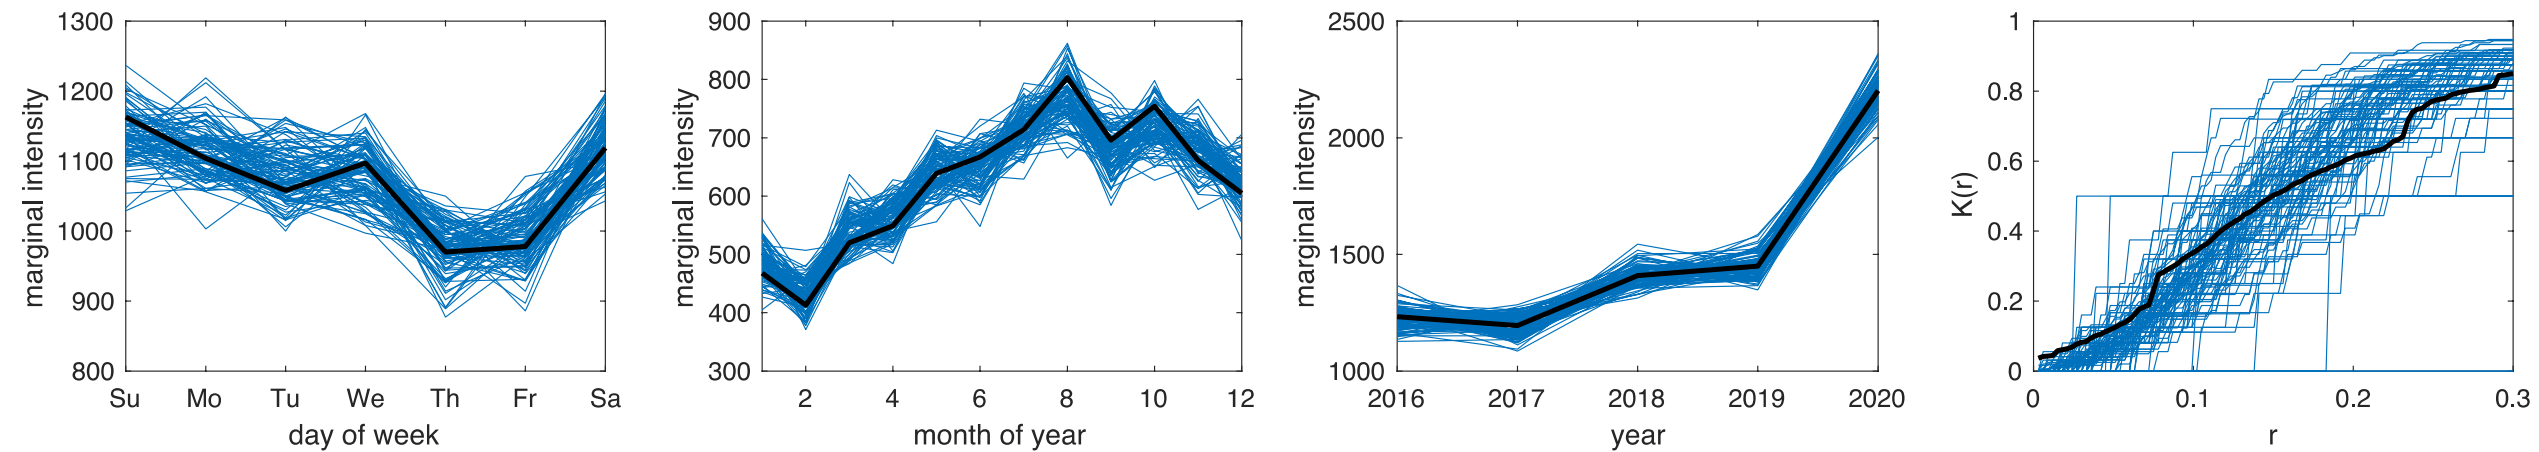 marginal intensity
1300
1200
1100
1000
900
800
Su Mo Tu We Th Fr Sa
day of week
marginal intensity
900
800
700
600
500
400
300
2 4 6 8 10 12
month of year
marginal intensity
2500
2000
1500
1000
2016 2017 2018 2019 2020
year
K(r)
1
0.8
0.6
0.4
0.2
0
0 0.1 0.2 0.3
r